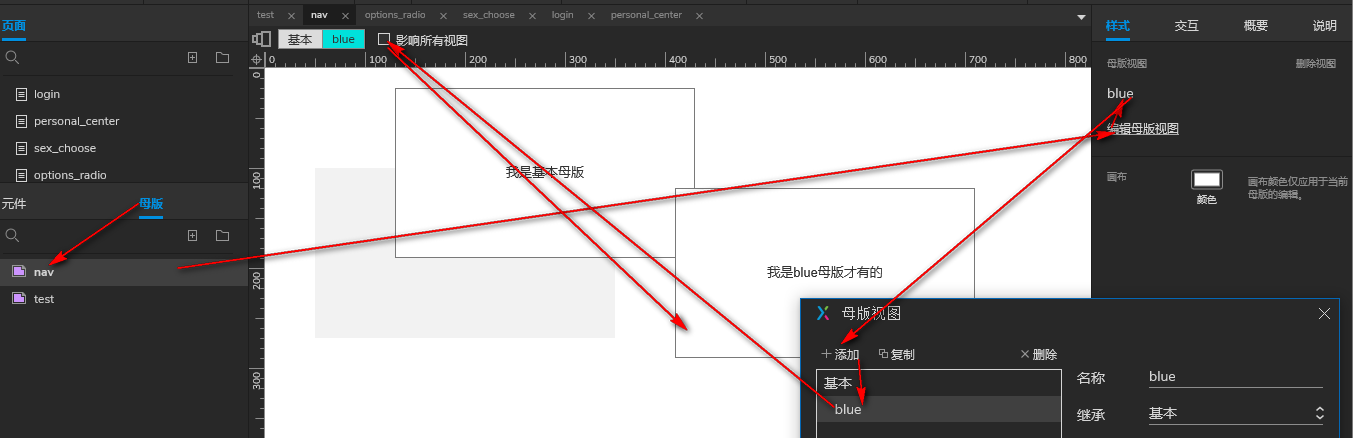 页面
test
nav
options_radio
sex_choose
login
personal_center
样式
交互
概要
说明
基本
blue
影响所有视图
0
100
200
300
400
500
600
700
800
母版视图
删除视图
blue
编辑母版视图
画布
颜色
画布颜色仅应用于当前
母版的编辑。
login
personal_center
sex_choose
options_radio
元件
母版
nav
test
0
100
200
300
我是基本母版
我是blue母版才有的
母版视图
添加
复制
删除
基本
blue
名称
blue
继承
基本